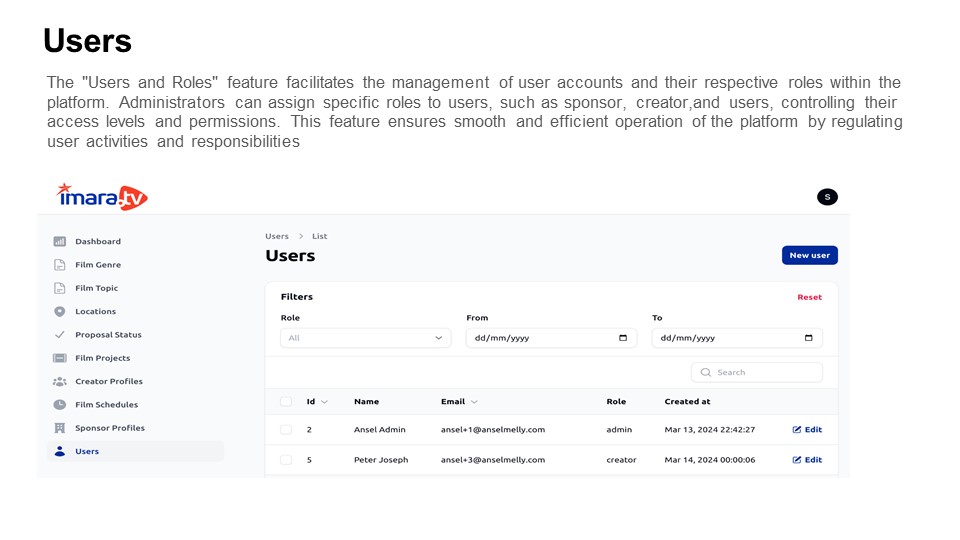 Users
The "Users and Roles" feature facilitates the management of user accounts and their respective roles within the
platform. Administrators can assign specific roles to users, such as sponsor, creator,and users, controlling their
access levels and permissions. This feature ensures smooth and efficient operation of the platform by regulating
user activities and responsibilities
imara.tv
S
Dashboard
Film Genre
Film Topic
Locations
Proposal Status
Film Projects
Creator Profiles
Film Schedules
Sponsor Profiles
Users
Users > List
Users
New user
Filters
Reset
Role From To
All dd/mm/yyyy dd/mm/yyyy
Search
Id Name Email Role Created at
2 Ansel Admin ansel+1@anselmelly.com admin Mar 13, 2024 22:42:27 Edit
5 Peter Joseph ansel+3@anselmelly.com creator Mar 14, 2024 00:00:06 Edit